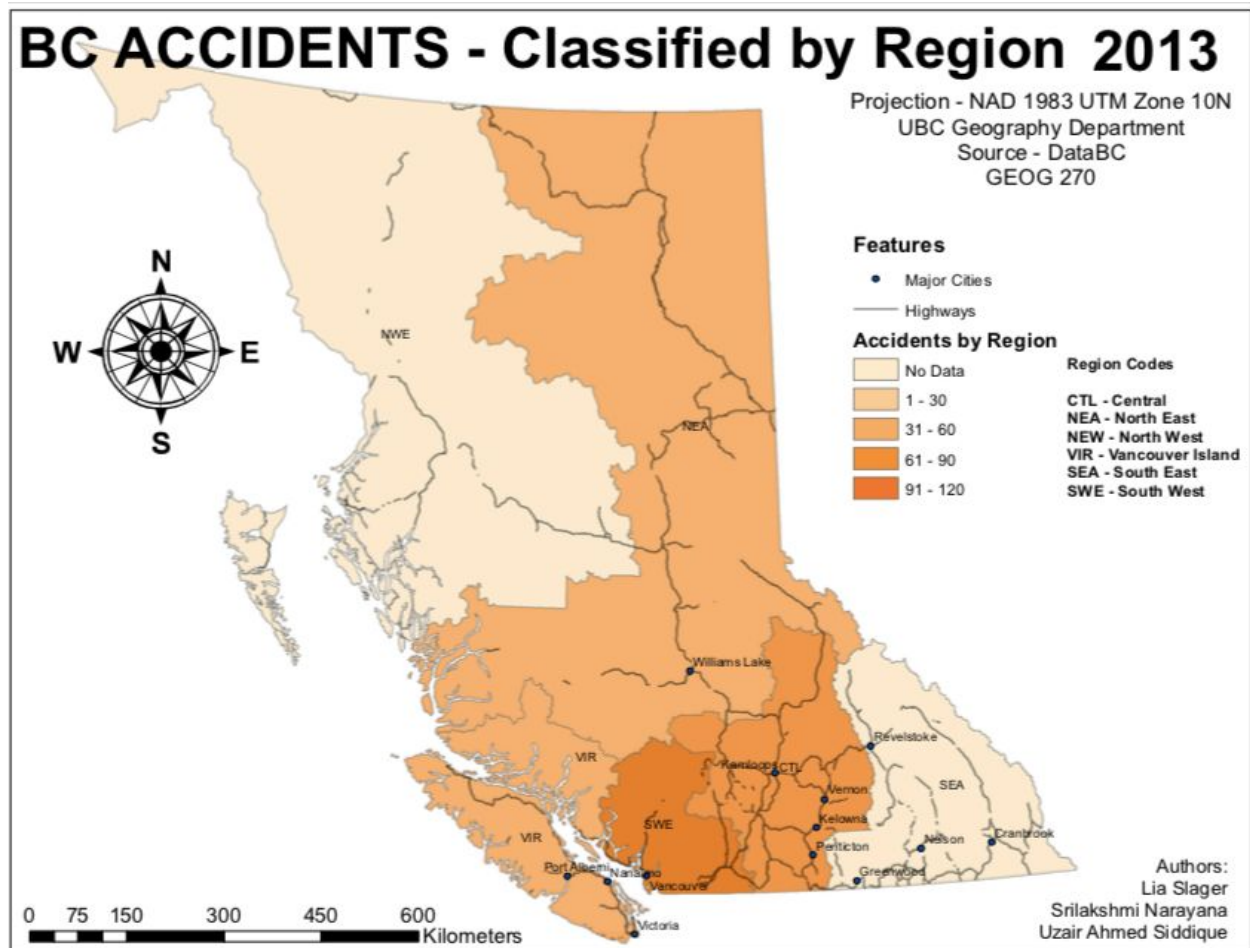 BC ACCIDENTS - Classified by Region 2013
Projection - NAD 1983 UTM Zone 10N
UBC Geography Department
Source - DataBC
GEOG 270
Features
Major Cities
Highways
Accidents by Region
No Data
1 - 30
31 - 60
61 - 90
91 - 120
Region Codes
CTL - Central
NEA - North East
NEW - North West
VIR - Vancouver Island
SEA - South East
SWE - South West
N
W
E
S
NWE
NEA
Williams Lake
Revelstoke
VIR
Kamloops
CTL
SEA
Vernon
SWE
Kelowna
VIR
Cranbrook
Nelson
Penticton
Port Alberni
Nanaimo
Greenwood
Vancouver
Victoria
0 75 150 300 450 600
Kilometers
Authors:
Lia Slager
Srilakshmi Narayana
Uzair Ahmed Siddique